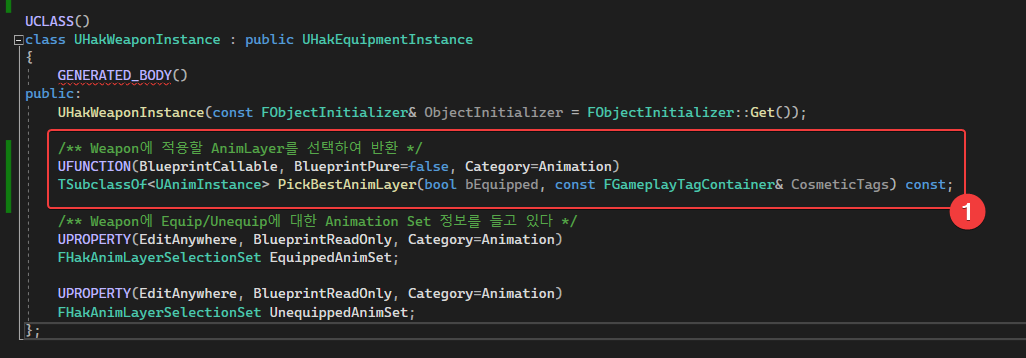 UCLASS()
class UHakWeaponInstance : public UHakEquipmentInstance
{
GENERATED_BODY()
public:
UHakWeaponInstance(const FObjectInitializer& ObjectInitializer = FObjectInitializer::Get());
/** Weapon에 적용할 AnimLayer를 선택하여 반환 */
UFUNCTION(BlueprintCallable, BlueprintPure=false, Category=Animation)
TSubclassOf<UAnimInstance> PickBestAnimLayer(bool bEquipped, const FGameplayTagContainer& CosmeticTags) const;
1
/** Weapon에 Equip/Unequip에 대한 Animation Set 정보를 들고 있다 */
UPROPERTY(EditAnywhere, BlueprintReadOnly, Category=Animation)
FHakAnimLayerSelectionSet EquippedAnimSet;
UPROPERTY(EditAnywhere, BlueprintReadOnly, Category=Animation)
FHakAnimLayerSelectionSet UnequippedAnimSet;
};